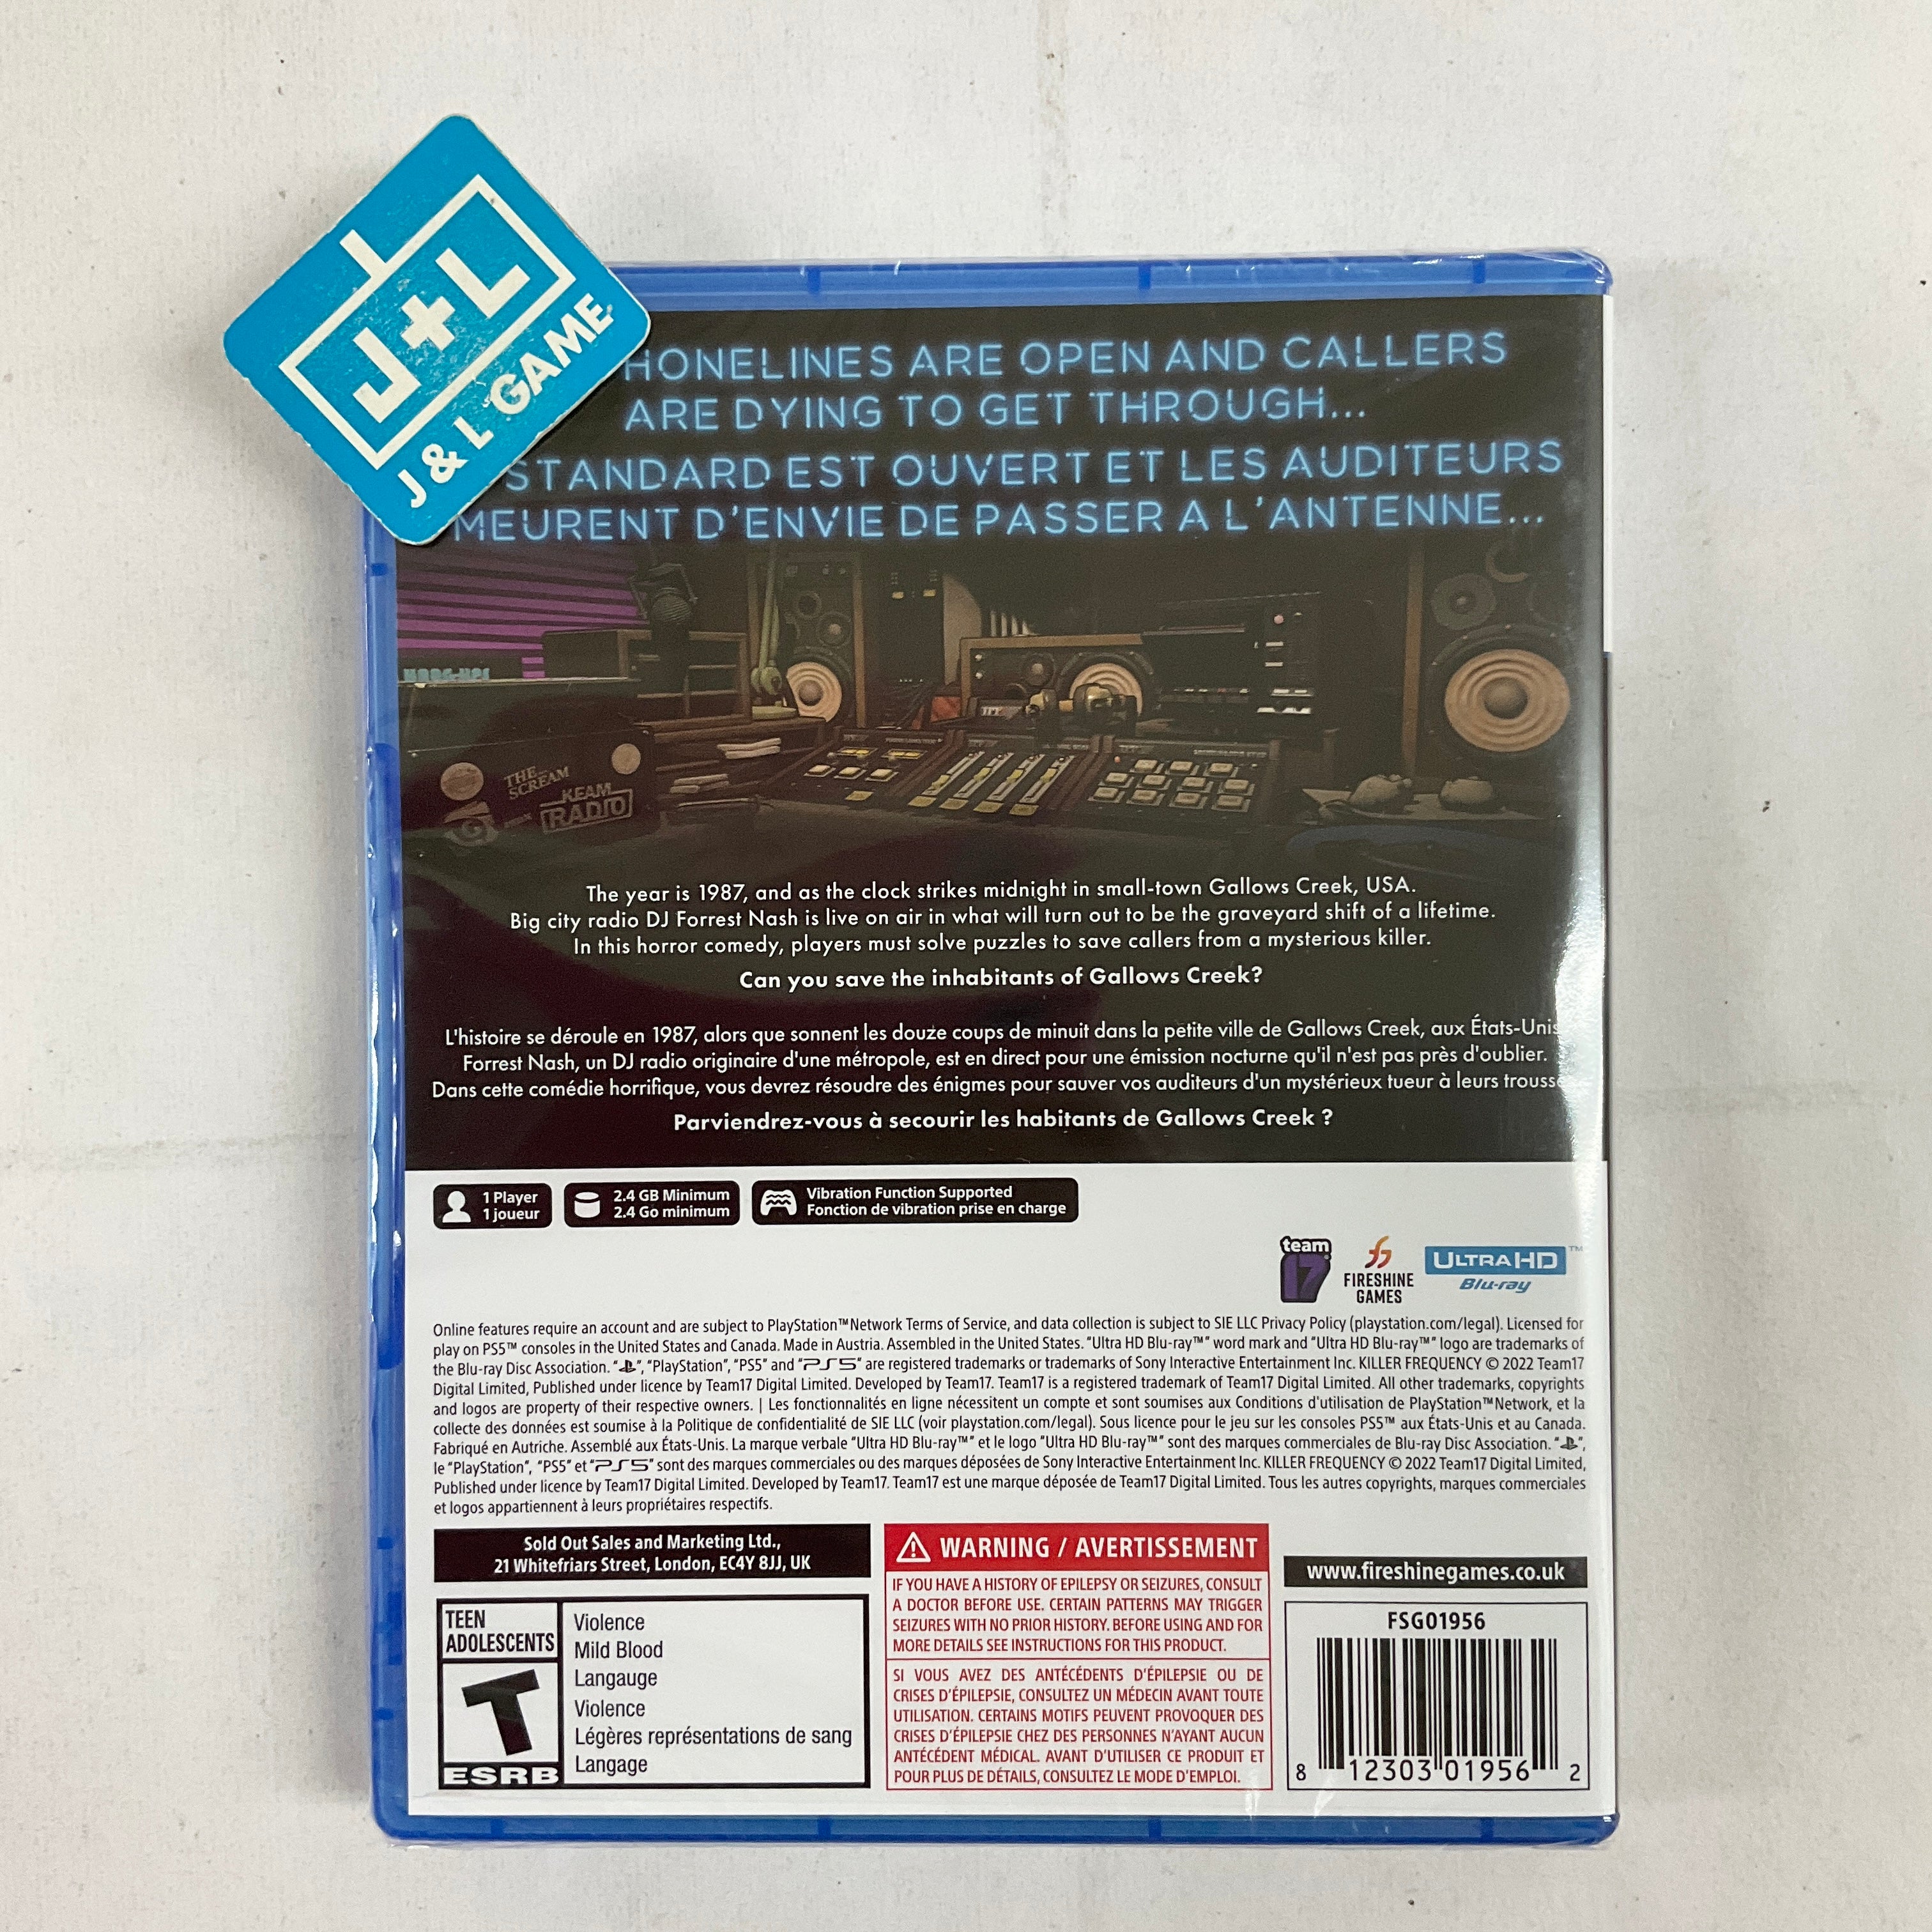 J+L
J & L GAME
HONELINES ARE OPEN AND CALLERS
ARE DYING TO GET THROUGH...
STANDARD EST OUVERT ET LES AUDITEURS
MEURENT D'ENVIE DE PASSER A L'ANTENNE...
THE SCREAM
KEAM
RADIO
The year is 1987, and as the clock strikes midnight in small-town Gallows Creek, USA.
Big city radio DJ Forrest Nash is live on air in what will turn out to be the graveyard shift of a lifetime.
In this horror comedy, players must solve puzzles to save callers from a mysterious killer.
Can you save the inhabitants of Gallows Creek?
L'histoire se déroule en 1987, alors que sonnent les douze coups de minuit dans la petite ville de Gallows Creek, aux États-Unis
Forrest Nash, un DJ radio originaire d'une métropole, est en direct pour une émission nocturne qu'il n'est pas près d'oublier.
Dans cette comédie horrifique, vous devrez résoudre des énigmes pour sauver vos auditeurs d'un mystérieux tueur à leurs trousse
Parviendrez-vous à secourir les habitants de Gallows Creek ?
1 Player
1 joueur
2.4 GB Minimum
2.4 Go minimum
Vibration Function Supported
Fonction de vibration prise en charge
team
17
FIRESHINE
GAMES
ULTRA HD™
Blu-ray
Online features require an account and are subject to PlayStation™Network Terms of Service, and data collection is subject to SIE LLC Privacy Policy (playstation.com/legal). Licensed for
play on PS5™ consoles in the United States and Canada. Made in Austria. Assembled in the United States. "Ultra HD Blu-ray™" word mark and "Ultra HD Blu-ray™" logo are trademarks of
the Blu-ray Disc Association. "PS", "PlayStation", "PS5" and "PS5" are registered trademarks or trademarks of Sony Interactive Entertainment Inc. KILLER FREQUENCY © 2022 Team17
Digital Limited, Published under licence by Team17 Digital Limited. Developed by Team17. Team17 is a registered trademark of Team17 Digital Limited. All other trademarks, copyrights
and logos are property of their respective owners. | Les fonctionnalités en ligne nécessitent un compte et sont soumises aux Conditions d'utilisation de PlayStation™Network, et la
collecte des données est soumise à la Politique de confidentialité de SIE LLC (voir playstation.com/legal). Sous licence pour le jeu sur les consoles PS5™ aux États-Unis et au Canada.
Fabriqué en Autriche. Assemblé aux États-Unis. La marque verbale "Ultra HD Blu-ray™" et le logo "Ultra HD Blu-ray™" sont des marques commerciales de Blu-ray Disc Association. "PS",
le "PlayStation", "PS5" et "PS5" sont des marques commerciales ou des marques déposées de Sony Interactive Entertainment Inc. KILLER FREQUENCY © 2022 Team17 Digital Limited,
Published under licence by Team17 Digital Limited. Developed by Team17. Team17 est une marque déposée de Team17 Digital Limited. Tous les autres copyrights, marques commerciales
et logos appartiennent à leurs propriétaires respectifs.
Sold Out Sales and Marketing Ltd.,
21 Whitefriars Street, London, EC4Y 8JJ, UK
TEEN
ADOLESCENTS
T
ESRB
Violence
Mild Blood
Langauge
Violence
Légères représentations de sang
Langage
WARNING / AVERTISSEMENT
IF YOU HAVE A HISTORY OF EPILEPSY OR SEIZURES, CONSULT
A DOCTOR BEFORE USE. CERTAIN PATTERNS MAY TRIGGER
SEIZURES WITH NO PRIOR HISTORY. BEFORE USING AND FOR
MORE DETAILS SEE INSTRUCTIONS FOR THIS PRODUCT.
SI VOUS AVEZ DES ANTÉCÉDENTS D'ÉPILEPSIE OU DE
CRISES D'ÉPILEPSIE, CONSULTEZ UN MÉDECIN AVANT TOUTE
UTILISATION. CERTAINS MOTIFS PEUVENT PROVOQUER DES
CRISES D'ÉPILEPSIE CHEZ DES PERSONNES N'AYANT AUCUN
ANTÉCÉDENT MÉDICAL. AVANT D'UTILISER CE PRODUIT ET
POUR PLUS DE DÉTAILS, CONSULTEZ LE MODE D'EMPLOI.
www.fireshinegames.co.uk
FSG01956
8 12303 01956 2